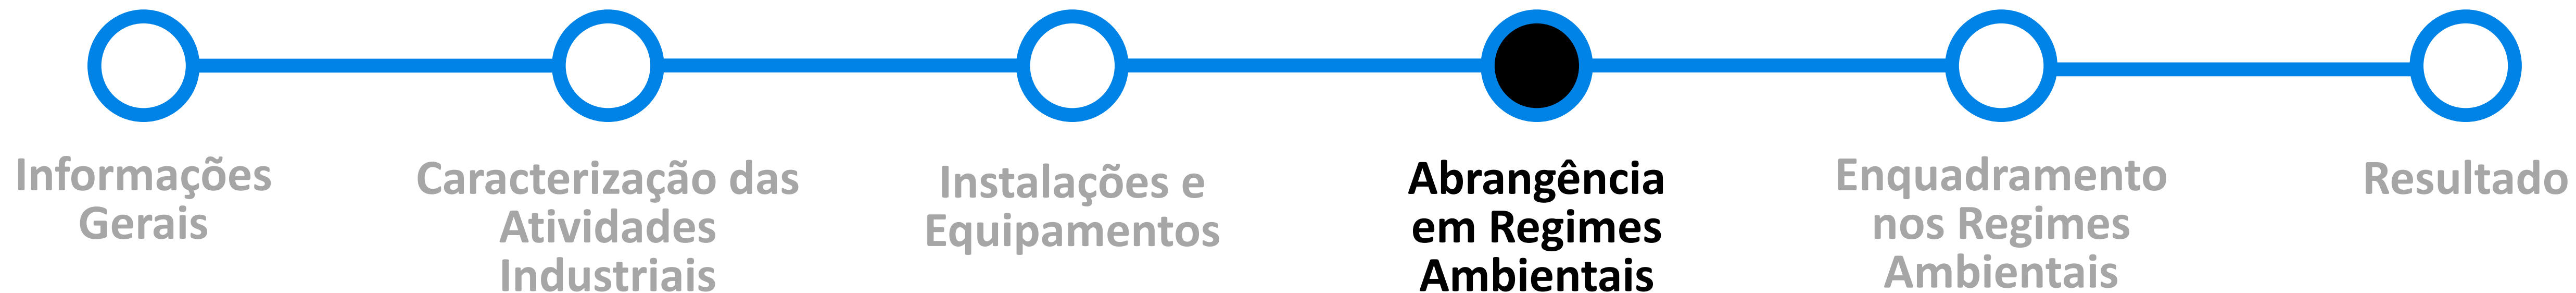 Informações
Gerais
Caracterização das
Atividades
Industriais
Instalações e
Equipamentos
Abrangência
em Regimes
Ambientais
Enquadramento
nos Regimes
Ambientais
Resultado